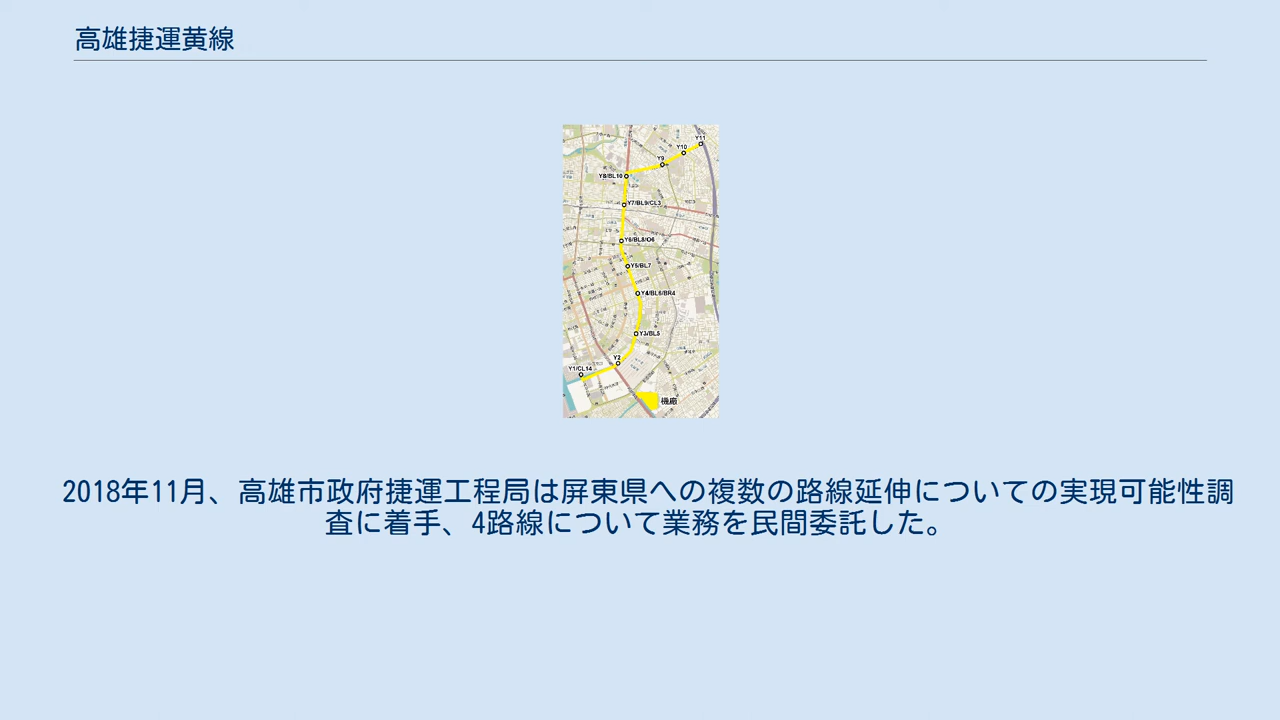 高雄捷運黄線
Y11
Y10
Y9
Y8/BL10
Y7/BL9/CL3
Y6/BL8/O6
Y5/BL7
Y4/BL6/BR4
Y3/BL5
Y2
Y1/CL14
機廠
2018年11月、高雄市政府捷運工程局は屏東県への複数の路線延伸についての実現可能性調
査に着手、4路線について業務を民間委託した。